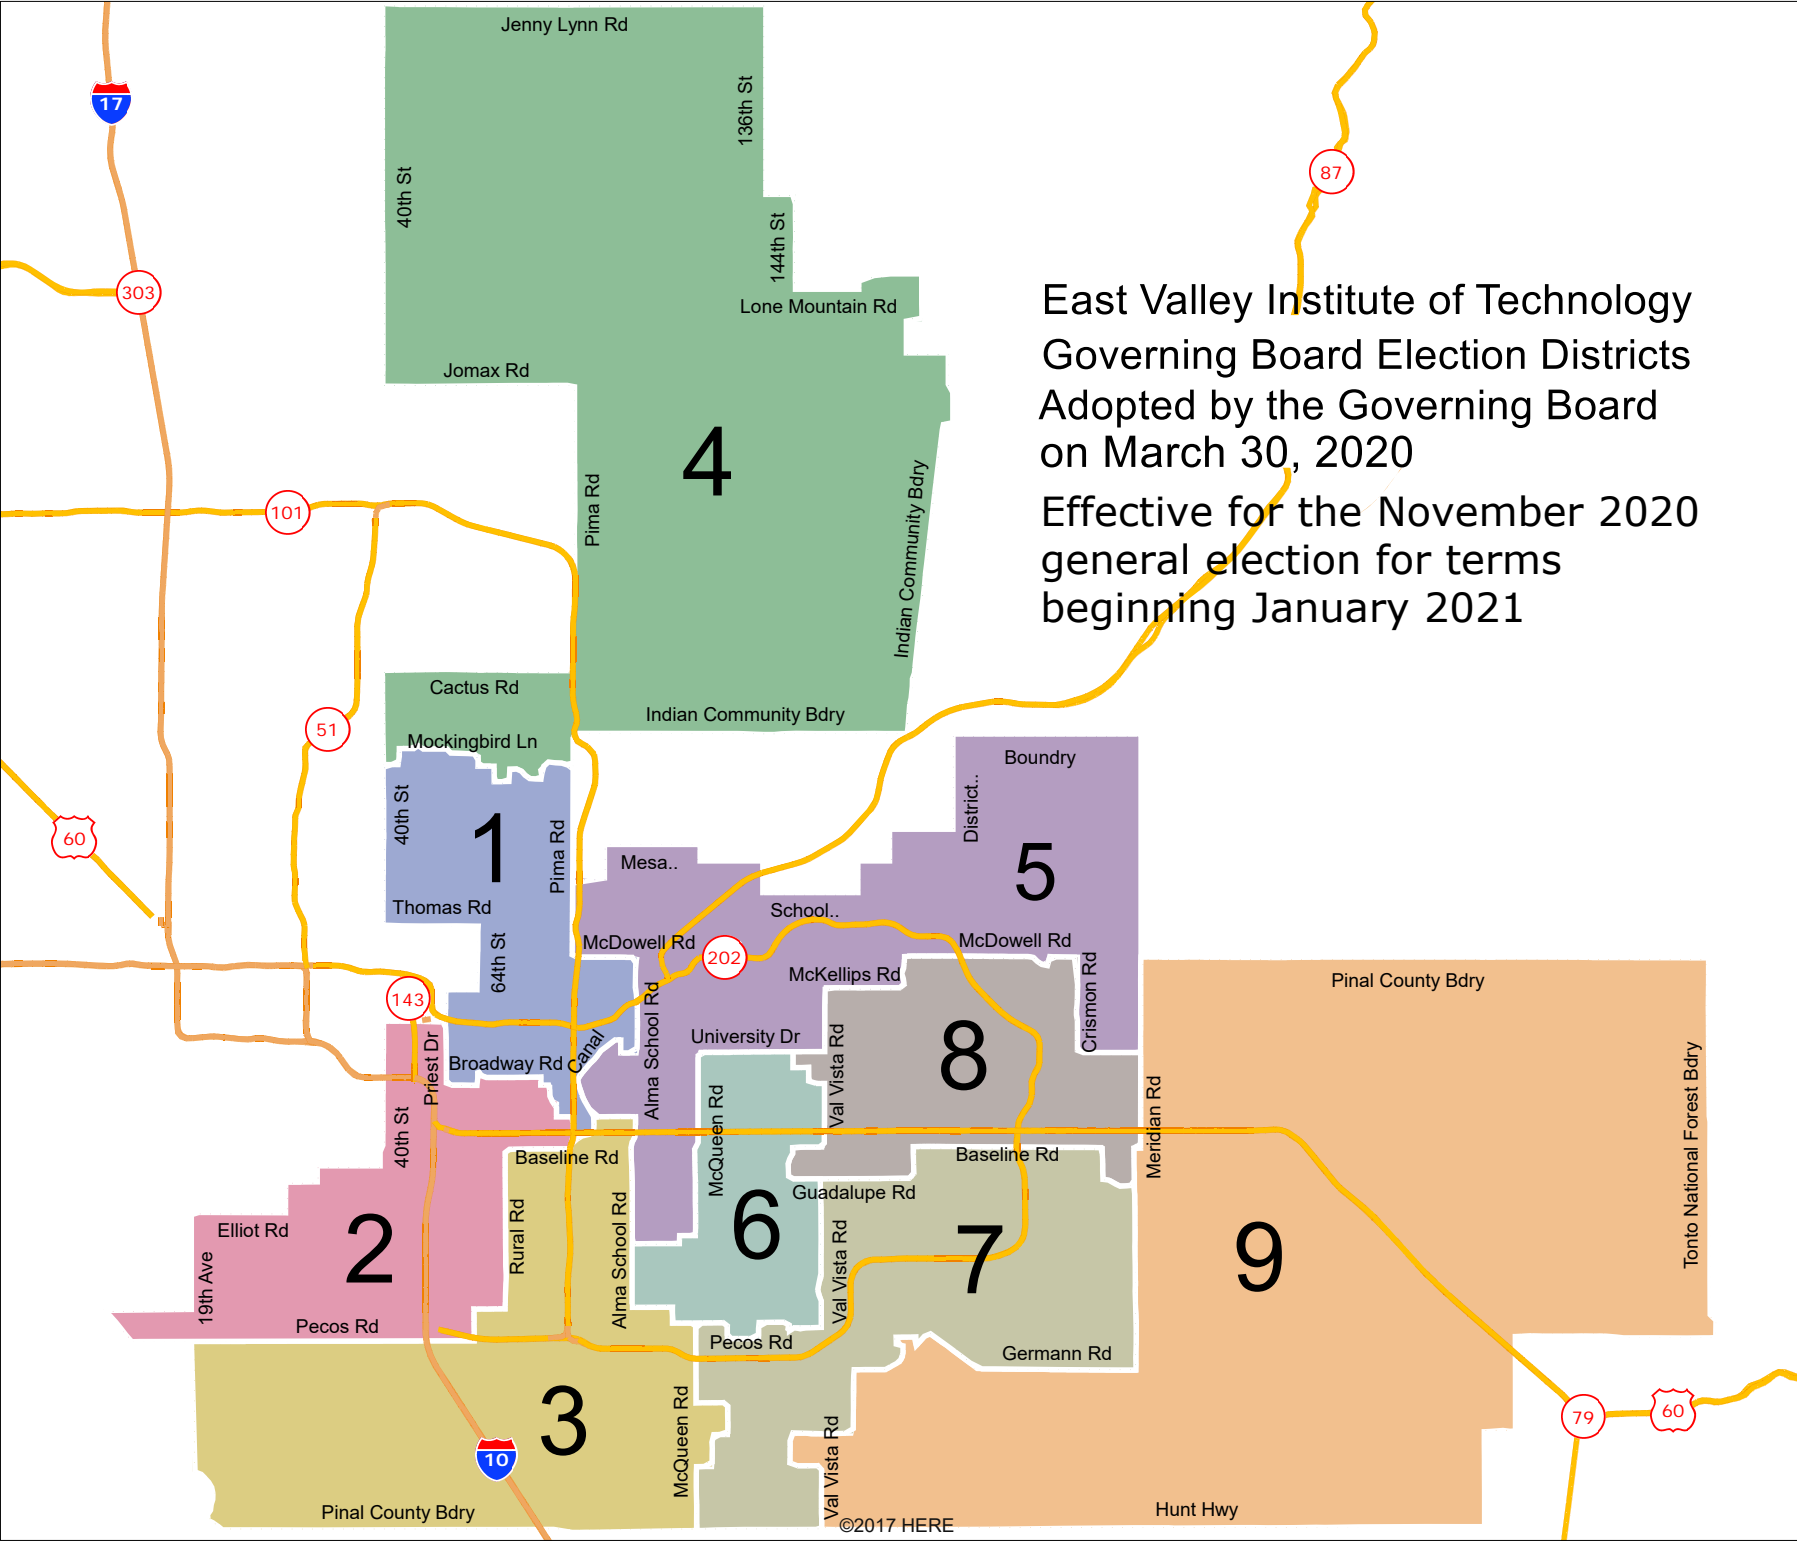 Jenny Lynn Rd
17
136th St
87
40th St
144th St
303
East Valley Institute of Technology
Lone Mountain Rd
Governing Board Election Districts
Jomax Rd
Adopted by the Governing Board
on March 30, 2020
4
101
Pima Rd
Effective for the November 2020
general election for terms
Indian Community Bdry
beginning January 2021
Cactus Rd
Indian Community Bdry
51
Mockingbird Ln
Boundry
District..
40th St
1
60
Pima Rd
Mesa..
5
Thomas Rd
School..
64th St
McDowell Rd
McDowell Rd
202
McKellips Rd
Crismon Rd
Pinal County Bdry
143
Alma School Rd
University Dr
Priest Dr
Broadway Rd
Canal
Val Vista Rd
8
Tonto National Forest Bdry
40th St
McQueen Rd
Meridian Rd
Baseline Rd
Baseline Rd
Guadalupe Rd
Elliot Rd
2
Rural Rd
Alma School Rd
6
Val Vista Rd
7
9
19th Ave
Pecos Rd
Pecos Rd
Germann Rd
3
McQueen Rd
79
60
10
Val Vista Rd
Pinal County Bdry
Hunt Hwy
©2017 HERE